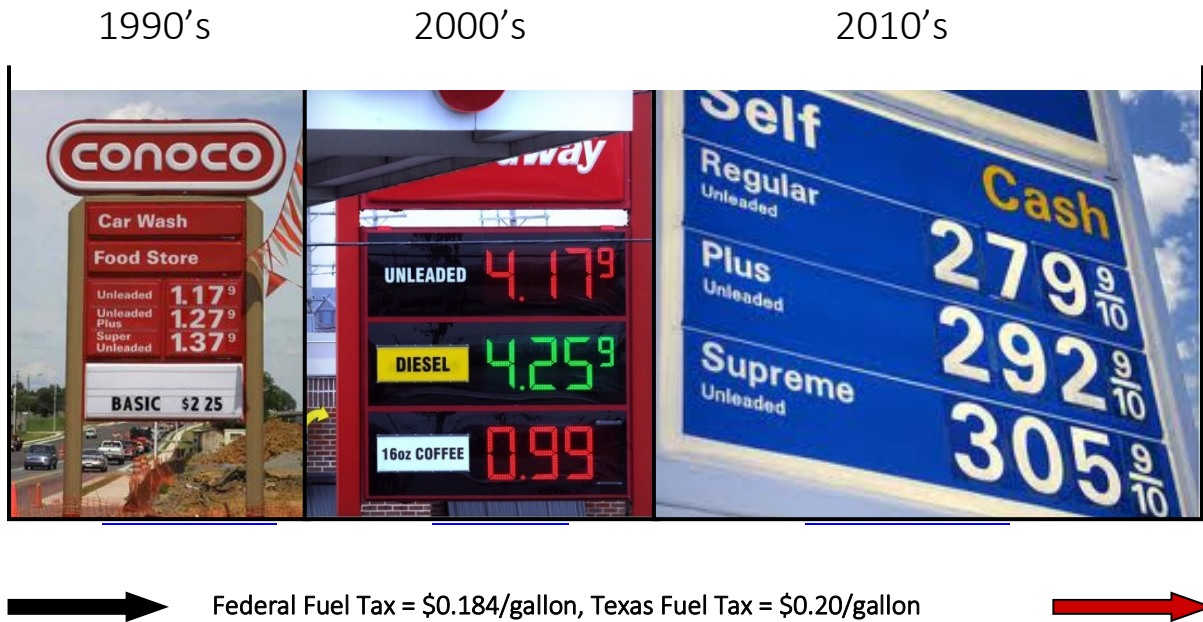 1990's
2000's
2010's
CONOCO
Car Wash
Food Store
Unleaded 1.17 9
Unleaded Plus 1.27 9
Super Unleaded 1.37 9
BASIC $2 25
UNLEADED 4.17 9
DIESEL 4.25 9
16oz COFFEE 0.99
Self
Cash
Regular Unleaded 279 9/10
Plus Unleaded 292 9/10
Supreme Unleaded 305 9/10
Federal Fuel Tax = $0.184/gallon, Texas Fuel Tax = $0.20/gallon